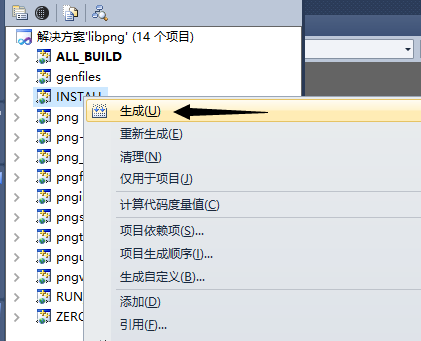 解决方案'libpng' (14 个项目)
ALL_BUILD
genfiles
INSTALL
生成(U)
png
重新生成(E)
png-
清理(N)
png_
仅用于项目(J)
pngf
pngi
计算代码度量值(C)
pngs
项目依赖项(S)...
pngt
项目生成顺序(I)...
pngu
生成自定义(B)...
pngv
RUN
添加(D)
ZERO
引用(F)...